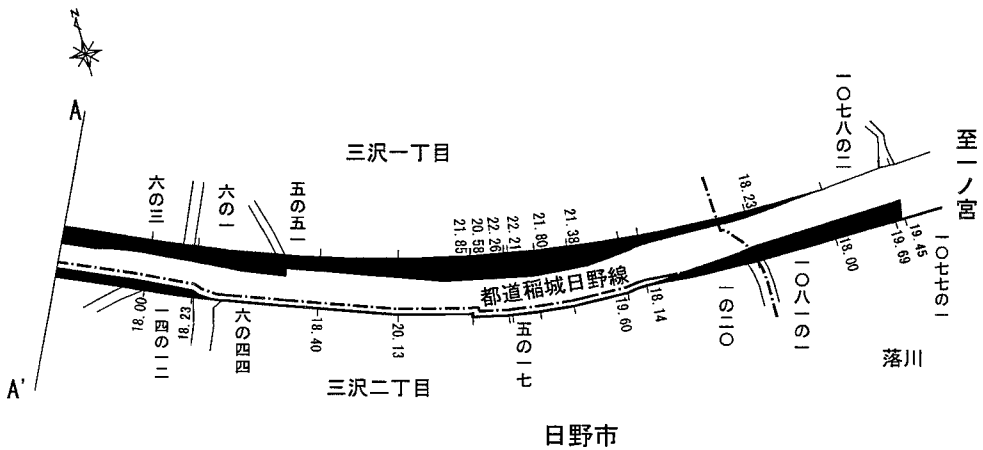 N
A
A'
三沢一丁目
三沢二丁目
日野市
落川
至一ノ宮
都道稲城日野線
六の三
六の一
五の五一
一〇七八の二
一四の一二
六の四四
五の一七
一の二〇
一〇八一の一
一〇七七の一
21.85
20.58
22.26
22.21
21.80
21.38
18.23
18.00
18.23
18.40
20.13
19.60
18.14
18.00
19.69
19.45